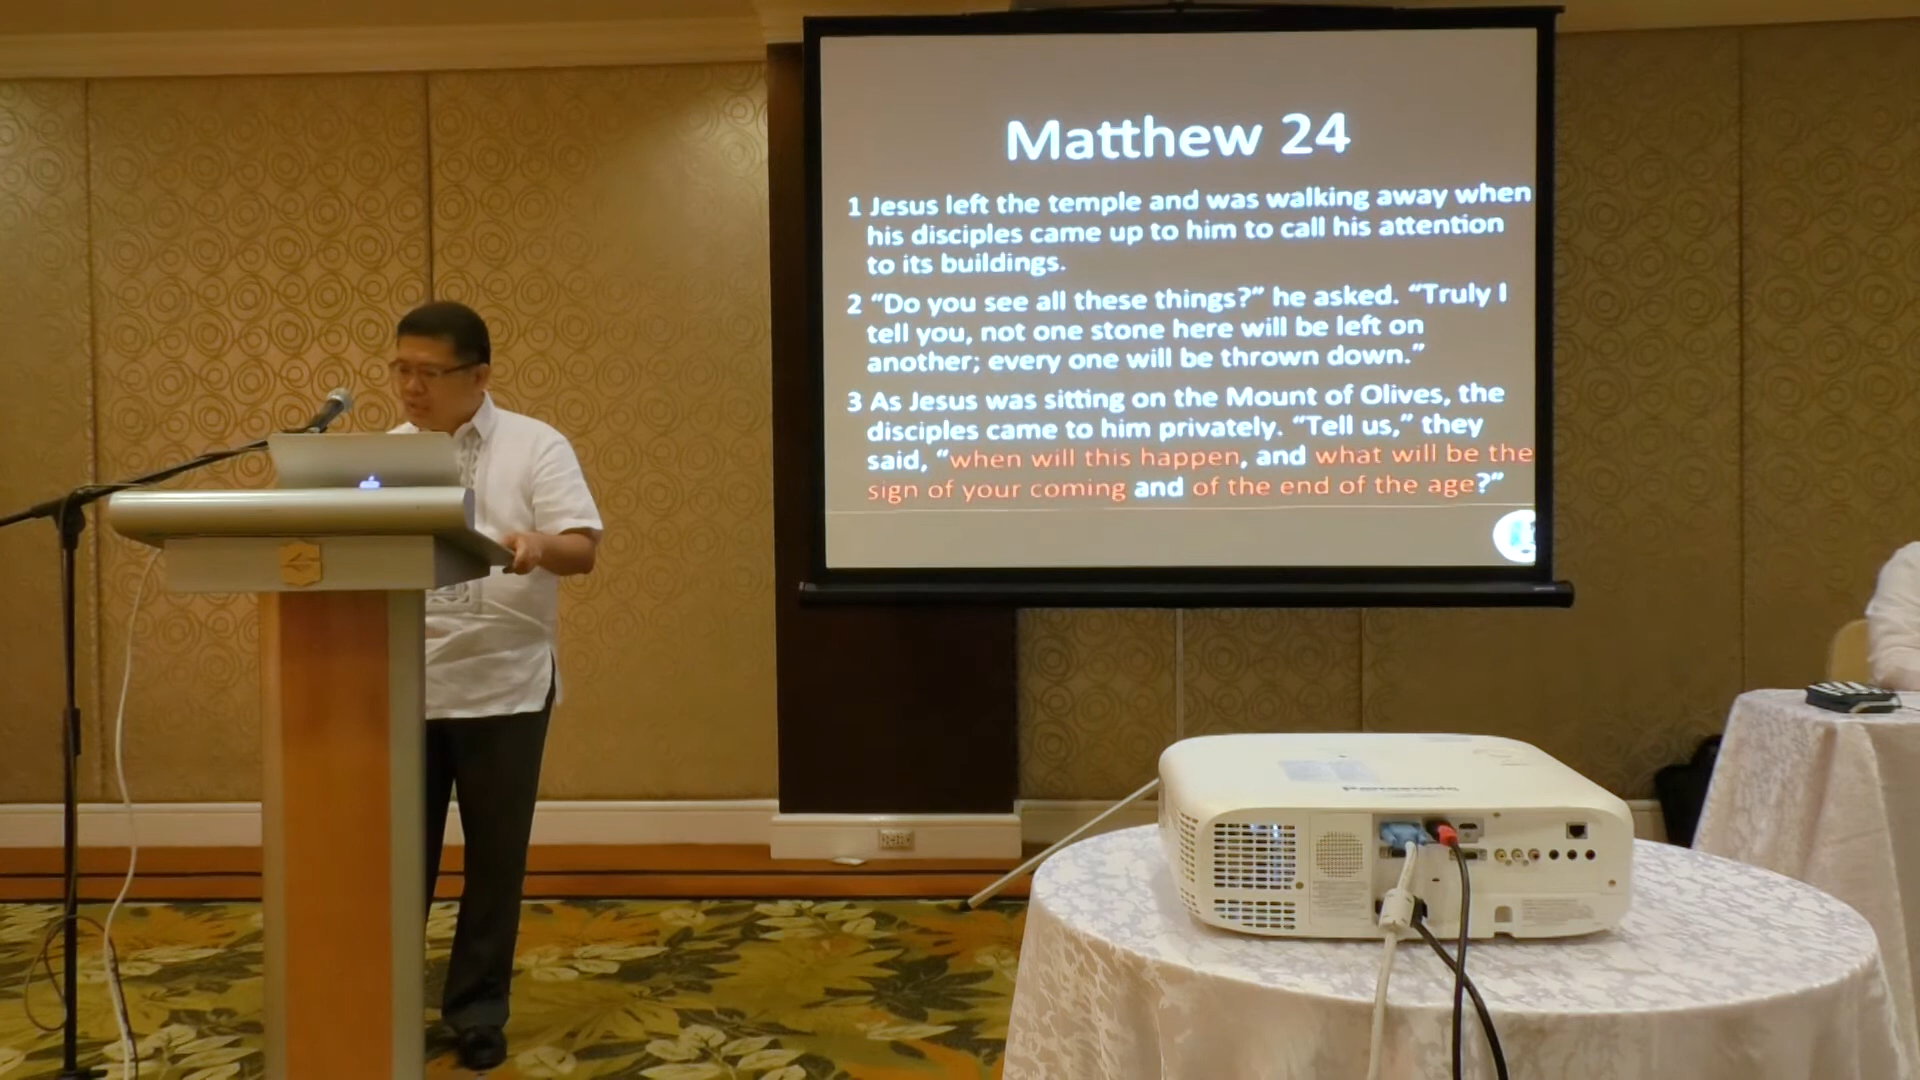 Matthew 24
1 Jesus left the temple and was walking away when
his disciples came up to him to call his attention
to its buildings.
2 “Do you see all these things?” he asked. “Truly I
tell you, not one stone here will be left on
another; every one will be thrown down.”
3 As Jesus was sitting on the Mount of Olives, the
disciples came to him privately. “Tell us,” they
said, “when will this happen, and what will be the
sign of your coming and of the end of the age?”
Panasonic